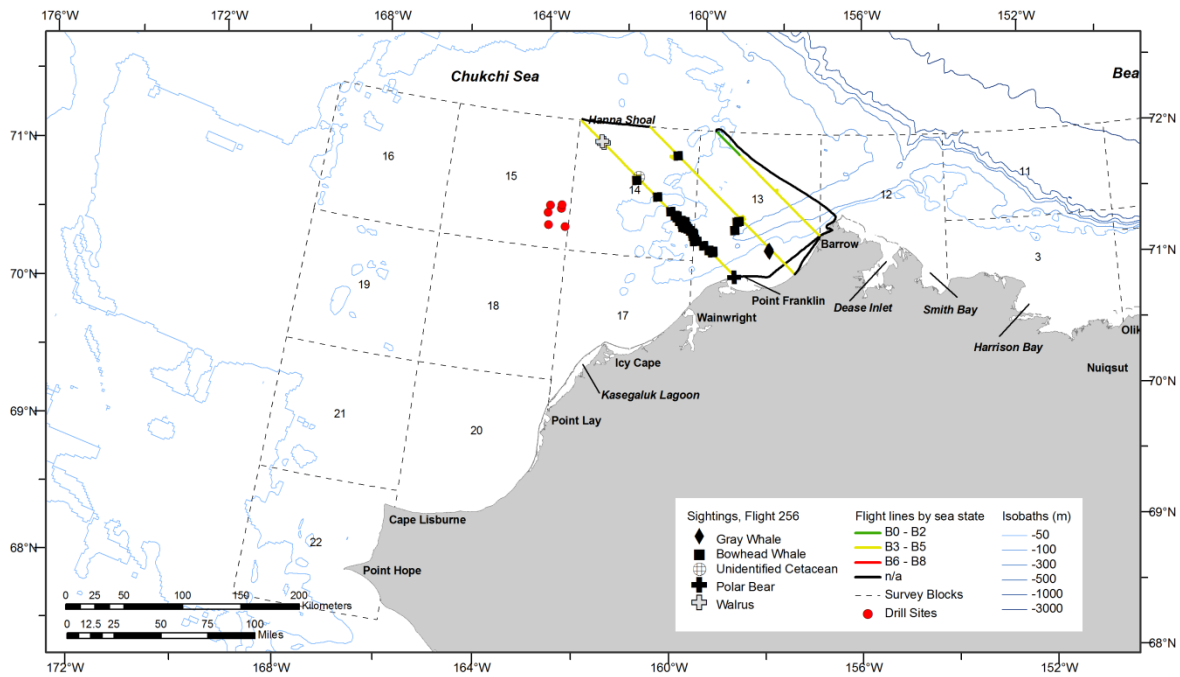 176°W 172°W 168°W 164°W 160°W 156°W 152°W
Chukchi Sea
Bea
72°N
71°N
Hanna Shoal
16
15
14
13
12
11
3
71°N
Barrow
70°N
19
18
17
Point Franklin
Wainwright
Dease Inlet
Smith Bay
Harrison Bay
Olik
Nuiqsut
Icy Cape
Kasegaluk Lagoon
70°N
69°N
21
20
Point Lay
69°N
Cape Lisburne
68°N
22
Point Hope
68°N
0 25 50 100 150 200
Kilometers
0 12.5 25 50 75 100
Miles
Sightings, Flight 256
Gray Whale
Bowhead Whale
Unidentified Cetacean
Polar Bear
Walrus
Flight lines by sea state
B0 - B2
B3 - B5
B6 - B8
n/a
Survey Blocks
Drill Sites
Isobaths (m)
-50
-100
-300
-500
-1000
-3000
172°W 168°W 164°W 160°W 156°W 152°W